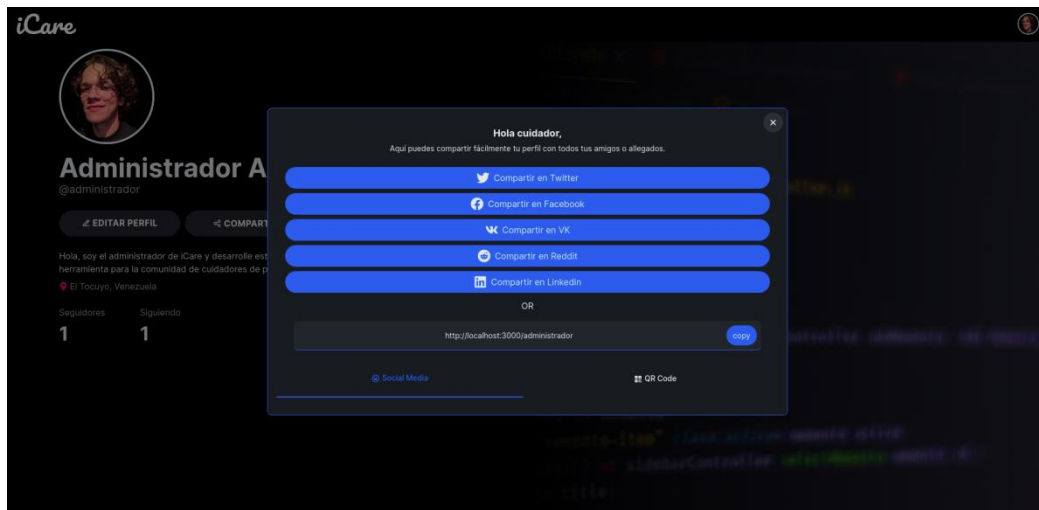 iCare
Administrador A
@administrador
EDITAR PERFIL
COMPART
Hola, soy el administrador de iCare y desarrolle est
herramienta para la comunidad de cuidadores de p
El Tocuyo, Venezuela
Seguidores
Siguiendo
1
1
Hola cuidador,
Aquí puedes compartir fácilmente tu perfil con todos tus amigos o allegados.
Compartir en Twitter
Compartir en Facebook
Compartir en VK
Compartir en Reddit
Compartir en Linkedin
OR
http://localhost:3000/administrador
copy
Social Media
QR Code
sidebarController
title